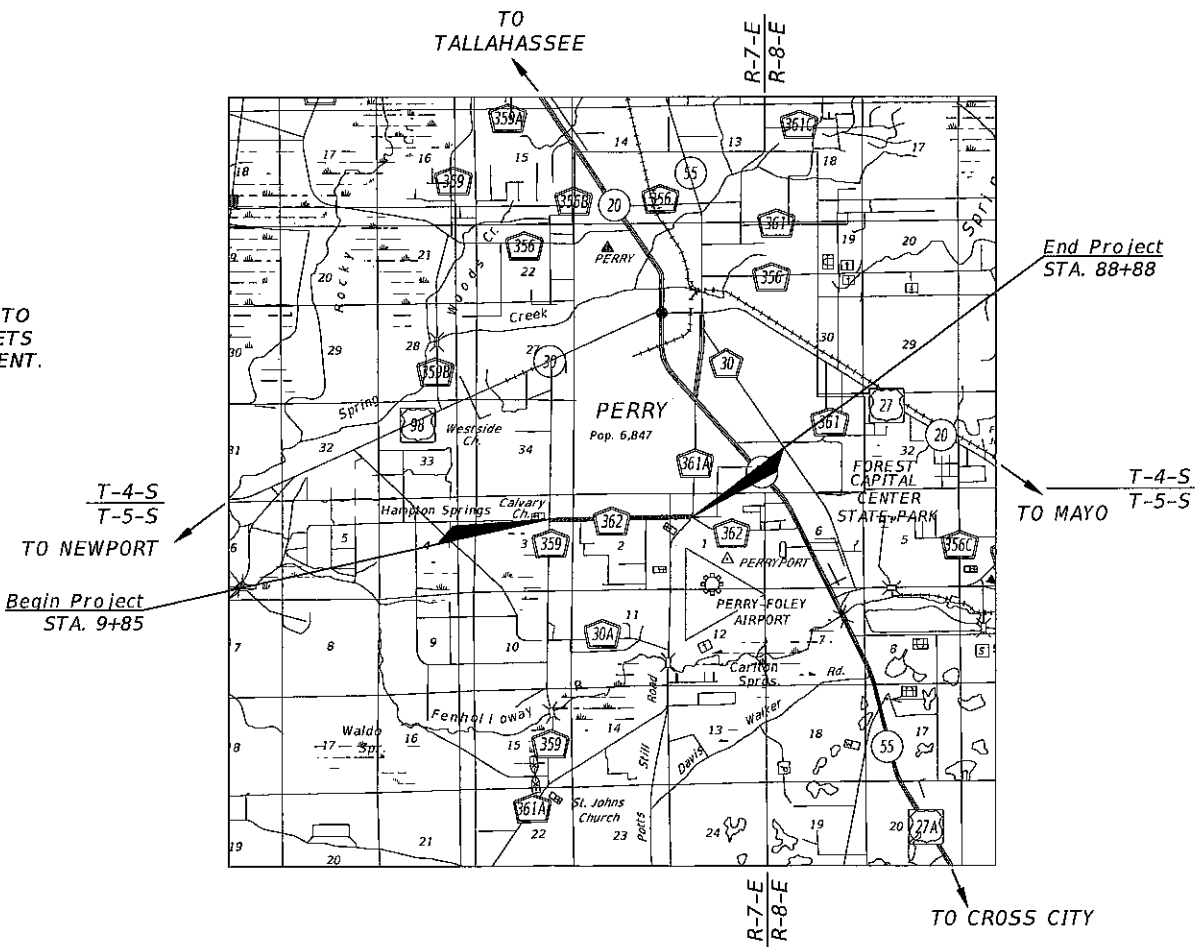 TO
TALLAHASSEE
R-7-E
R-8-E
359A
14
13
361C
17
16
15
18
17
18
55
359
356B
20
356
361
19
20
Sprin
21
Woods Cr.
356
22
PERRY
End Project
STA. 88+88
Rocky
20
356
TO
ETS
ENT.
Creek
30
29
28
27
30
29
359B
30
27
Spring
98
PERRY
Pop. 6,847
361
20
Westside
Ch.
31
32
33
34
361A
32
FOREST
CAPITAL
CENTER
STATE PARK
T-4-S
T-5-S
T-4-S
T-5-S
Hampton Springs
Calvary
Ch.
TO NEWPORT
TO MAYO
6
5
4
3
359
362
2
1
362
6
5
356C
PERRYPORT
Begin Project
STA. 9+85
PERRY-FOLEY
AIRPORT
7
8
9
10
11
30A
12
7
8
Carlton
Sprgs.
Rd.
Fenholloway
Road
Walker
8
Waldo
Sp.
17
16
15
359
14
13
18
17
Still
Davis
55
361A
St. Johns
Church
Potts
27A
19
20
21
22
23
24
19
20
R-7-E
R-8-E
TO CROSS CITY